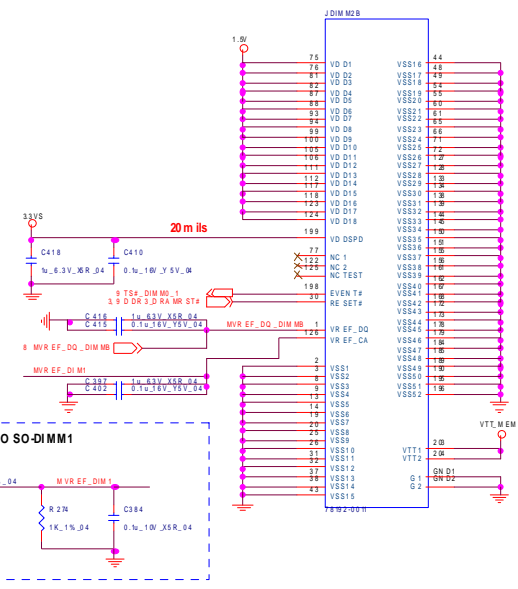 JDIMM2B
1.5V
75 VDD1 VSS16 44
76 VDD2 VSS17 48
81 VDD3 VSS18 49
82 VDD4 VSS19 54
87 VDD5 VSS20 55
88 VDD6 VSS21 60
93 VDD7 VSS22 61
94 VDD8 VSS23 65
99 VDD9 VSS24 66
100 VDD10 VSS25 71
105 VDD11 VSS26 72
106 VDD12 VSS27 127
111 VDD13 VSS28 128
112 VDD14 VSS29 133
117 VDD15 VSS30 134
118 VDD16 VSS31 138
123 VDD17 VSS32 139
124 VDD18 VSS33 144
VSS34 145
3.3VS
20 mils
199 VDDSPD VSS35 150
VSS36 151
C418 C410
77 NC1 VSS37 155
122 NC2 VSS38 156
125 NCTEST VSS39 161
1u_6.3V_X5R_04 0.1u_16V_Y5V_04
VSS40 162
9 TS#_DIMM0_1
198 EVENT# VSS41 167
3,9 DDR3_DRAMRST#
30 RESET# VSS42 168
VSS43 172
VSS44 173
C416 1u_6.3V_X5R_04
C415 0.1u_16V_Y5V_04
MVREF_DQ_DIMMB
1 VREF_DQ VSS45 178
126 VREF_CA VSS46 179
8 MVREF_DQ_DIMMB
VSS47 184
VSS48 185
MVREF_DIM1
2 VSS1 VSS49 189
3 VSS2 VSS50 190
C397 1u_6.3V_X5R_04
C402 0.1u_16V_Y5V_04
8 VSS3 VSS51 195
9 VSS4 VSS52 196
13 VSS5
14 VSS6
19 VSS7
20 VSS8
25 VSS9
26 VSS10
31 VSS11
32 VSS12
37 VSS13
38 VSS14
43 VSS15
VTT_MEM
VTT1 203
VTT2 204
G1 GND1
G2 GND2
78192-0011
O SO-DIMM1
_04 MVREF_DIM1
R274 C384
1K_1%_04 0.1u_10V_X5R_04